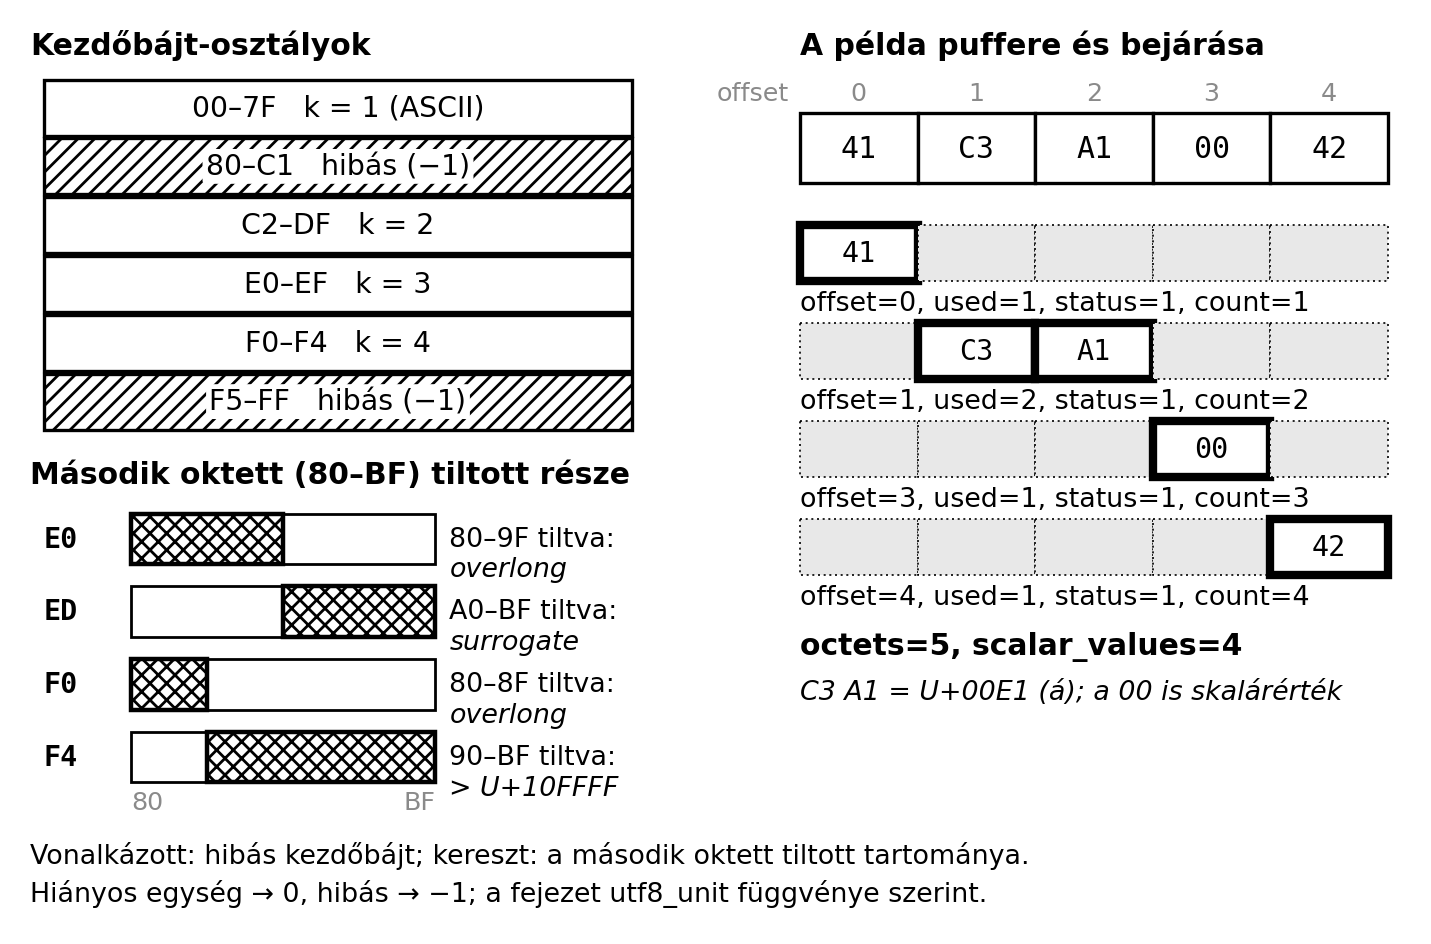 Kezdőbájt-osztályok
00–7F   k = 1 (ASCII)
80–C1   hibás (−1)
C2–DF   k = 2
E0–EF   k = 3
F0–F4   k = 4
F5–FF   hibás (−1)
Második oktett (80–BF) tiltott része
E0
80–9F tiltva:
overlong
ED
A0–BF tiltva:
surrogate
F0
80–8F tiltva:
overlong
F4
90–BF tiltva:
> U+10FFFF
80 BF
A példa puffere és bejárása
offset 0 1 2 3 4
41 C3 A1 00 42
41
offset=0, used=1, status=1, count=1
C3 A1
offset=1, used=2, status=1, count=2
00
offset=3, used=1, status=1, count=3
42
offset=4, used=1, status=1, count=4
octets=5, scalar_values=4
C3 A1 = U+00E1 (á); a 00 is skalárérték
Vonalkázott: hibás kezdőbájt; kereszt: a második oktett tiltott tartománya.
Hiányos egység → 0, hibás → −1; a fejezet utf8_unit függvénye szerint.